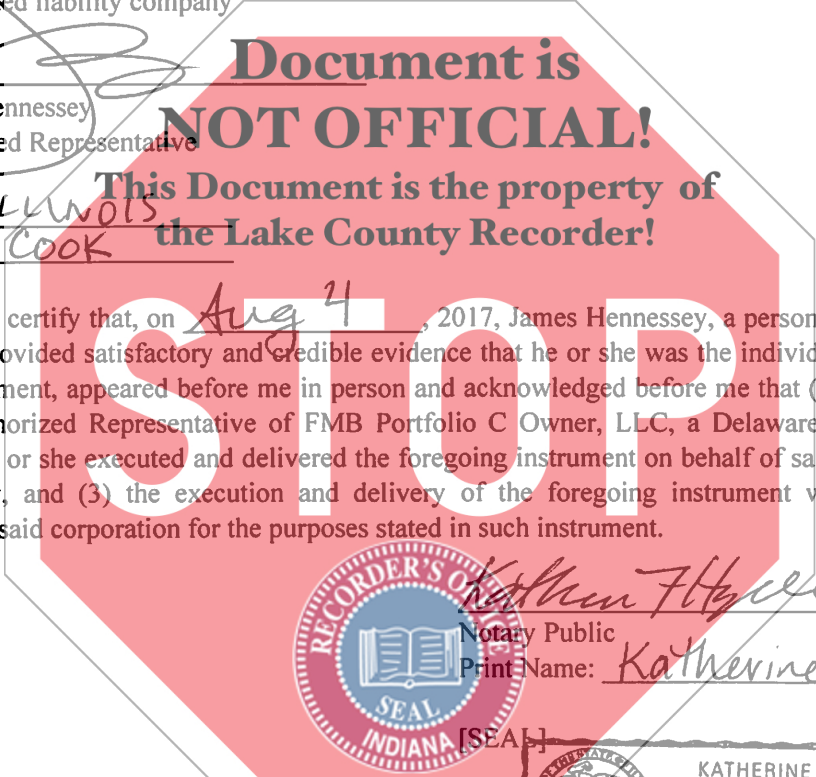 ed liability company
Document is
NOT OFFICIAL!
ennessey
ed Representative
This Document is the property of
the Lake County Recorder!
ILLINOIS
COOK
certify that, on Aug 4, 2017, James Hennessey, a person
ovided satisfactory and credible evidence that he or she was the individ
ment, appeared before me in person and acknowledged before me that (
orized Representative of FMB Portfolio C Owner, LLC, a Delaware
or she executed and delivered the foregoing instrument on behalf of sa
, and (3) the execution and delivery of the foregoing instrument w
said corporation for the purposes stated in such instrument.
STOP
RECORDER'S OFFICE
SEAL
INDIANA
Notary Public
Print Name: Katherine
[SEAL]
KATHERINE